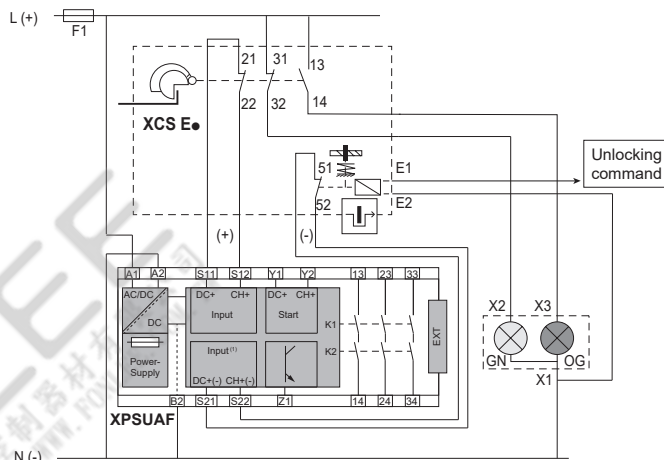 L (+)
F1
21
31
13
22
32
14
XCS E●
51
52
E1
E2
Unlocking
command
(+)
(-)
A1
A2
S11
S12
Y1
Y2
13
23
33
AC/DC
DC
DC+
CH+
Input
DC+
CH+
Start
K1
K2
EXT
Power-
Supply
Input(1)
DC+(-)
CH+(-)
XPSUAF
B2
S21
S22
Z1
14
24
34
X2
X3
GN
OG
X1
N (-)